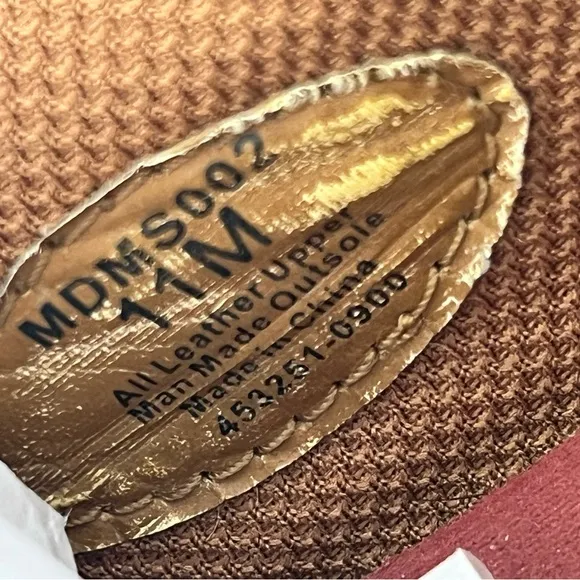 MDMS002
11M
All Leather Upper
Man Made Outsole
Made in China
453251-0900